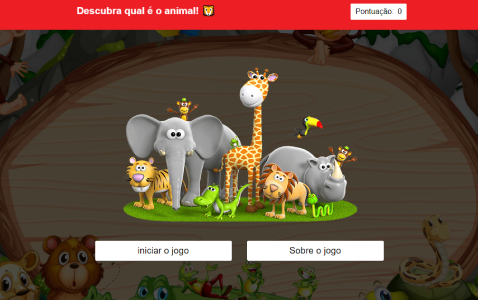 Descubra qual é o animal! 🦁
Pontuação: 0
iniciar o jogo
Sobre o jogo